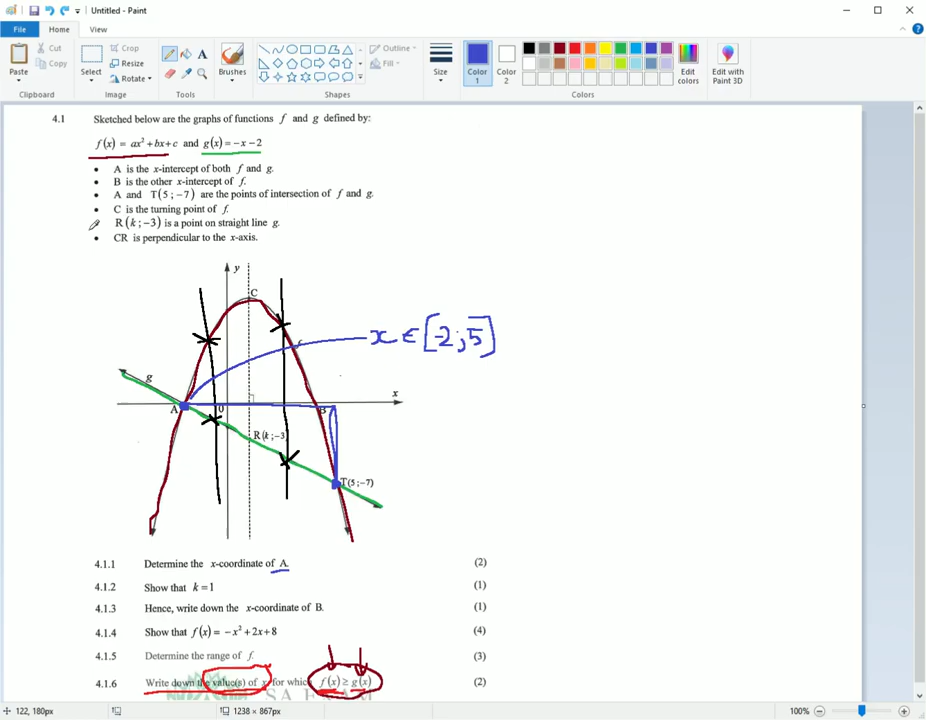 Untitled - Paint
File Home View
Paste Cut Copy Select Crop Resize Rotate Brushes Outline Fill Size Color 1 Color 2 Edit colors Edit with Paint 3D
Clipboard Image Tools Shapes Colors
4.1 Sketched below are the graphs of functions f and g defined by:
f(x) = ax² + bx + c and g(x) = −x − 2
• A is the x-intercept of both f and g.
• B is the other x-intercept of f.
• A and T(5 ; −7) are the points of intersection of f and g.
• C is the turning point of f.
• R(k ; −3) is a point on straight line g.
• CR is perpendicular to the x-axis.
y
C
x ∈ [-2 ; 5]
f
g
x
A 0 B
R(k ; −3)
T(5 ; −7)
4.1.1 Determine the x-coordinate of A. (2)
4.1.2 Show that k = 1 (1)
4.1.3 Hence, write down the x-coordinate of B. (1)
4.1.4 Show that f(x) = −x² + 2x + 8 (4)
4.1.5 Determine the range of f. (3)
4.1.6 Write down the value(s) of x for which f(x) ≥ g(x) (2)
122, 180px 1238 × 867px 100%